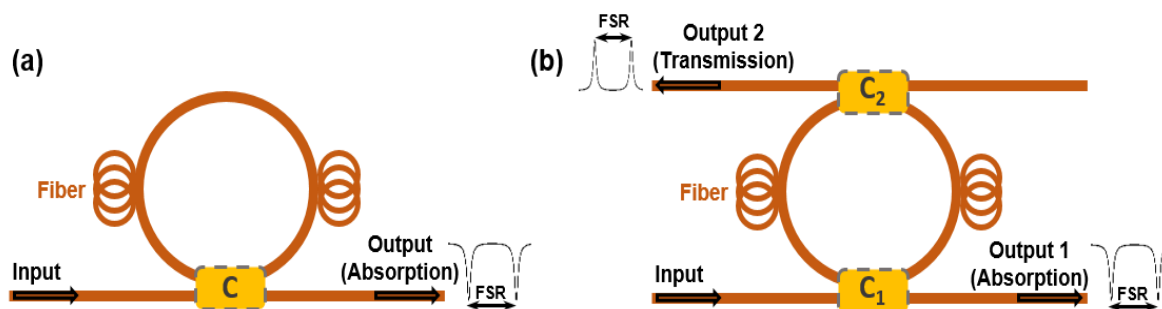 (a)
Fiber
Input
C
Output
(Absorption)
FSR
(b)
FSR
Output 2
(Transmission)
C₂
Fiber
Input
C₁
Output 1
(Absorption)
FSR